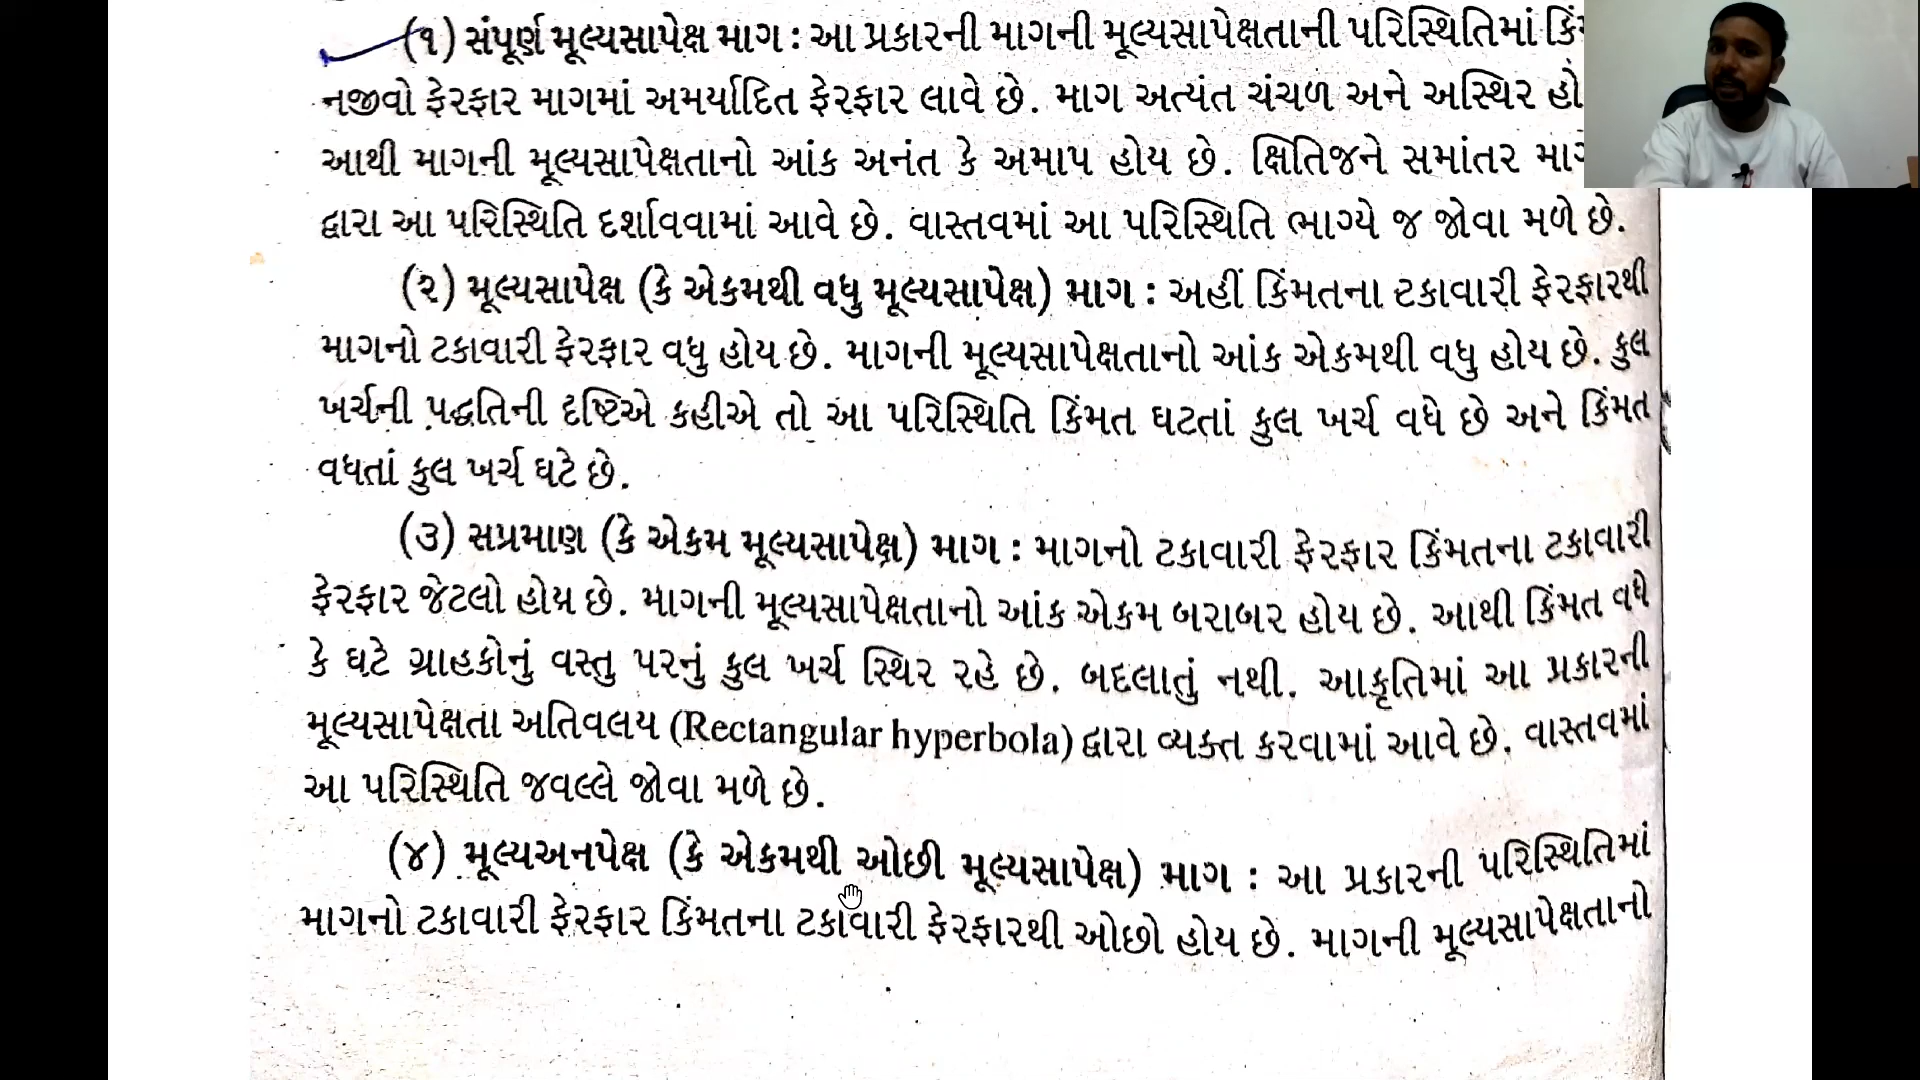 (૧) સંપૂર્ણ મૂલ્યસાપેક્ષ માગ : આ પ્રકારની માગની મૂલ્યસાપેક્ષતાની પરિસ્થિતિમાં
નજીવો ફેરફાર માગમાં અમર્યાદિત ફેરફાર લાવે છે. માગ અત્યંત ચંચળ અને અસ્થિર
આથી માગની મૂલ્યસાપેક્ષતાનો આંક અનંત કે અમાપ હોય છે. ક્ષિતિજને સમાંતર
દ્વારા આ પરિસ્થિતિ દર્શાવવામાં આવે છે. વાસ્તવમાં આ પરિસ્થિતિ ભાગ્યે જ જોવા મળે છે.
(૨) મૂલ્યસાપેક્ષ (કે એકમથી વધુ મૂલ્યસાપેક્ષ) માગ : અહીં કિંમતના ટકાવારી ફેરફારથી
માગનો ટકાવારી ફેરફાર વધુ હોય છે. માગની મૂલ્યસાપેક્ષતાનો આંક એકમથી વધુ હોય છે. કુલ
ખર્ચની પદ્ધતિની દૃષ્ટિએ કહીએ તો આ પરિસ્થિતિ કિંમત ઘટતાં કુલ ખર્ચ વધે છે અને કિંમત
વધતાં કુલ ખર્ચ ઘટે છે.
(૩) સપ્રમાણ (કે એકમ મૂલ્યસાપેક્ષ) માગ : માગનો ટકાવારી ફેરફાર કિંમતના ટકાવારી
ફેરફાર જેટલો હોય છે. માગની મૂલ્યસાપેક્ષતાનો આંક એકમ બરાબર હોય છે. આથી કિંમત વધે
કે ઘટે ગ્રાહકોનું વસ્તુ પરનું કુલ ખર્ચ સ્થિર રહે છે. બદલાતું નથી. આકૃતિમાં આ પ્રકારની
મૂલ્યસાપેક્ષતા અતિવલય (Rectangular hyperbola) દ્વારા વ્યક્ત કરવામાં આવે છે. વાસ્તવમાં
આ પરિસ્થિતિ જવલ્લે જોવા મળે છે.
(૪) મૂલ્યઅનપેક્ષ (કે એકમથી ઓછી મૂલ્યસાપેક્ષ) માગ : આ પ્રકારની પરિસ્થિતિમાં
માગનો ટકાવારી ફેરફાર કિંમતના ટકાવારી ફેરફારથી ઓછો હોય છે. માગની મૂલ્યસાપેક્ષતાનો